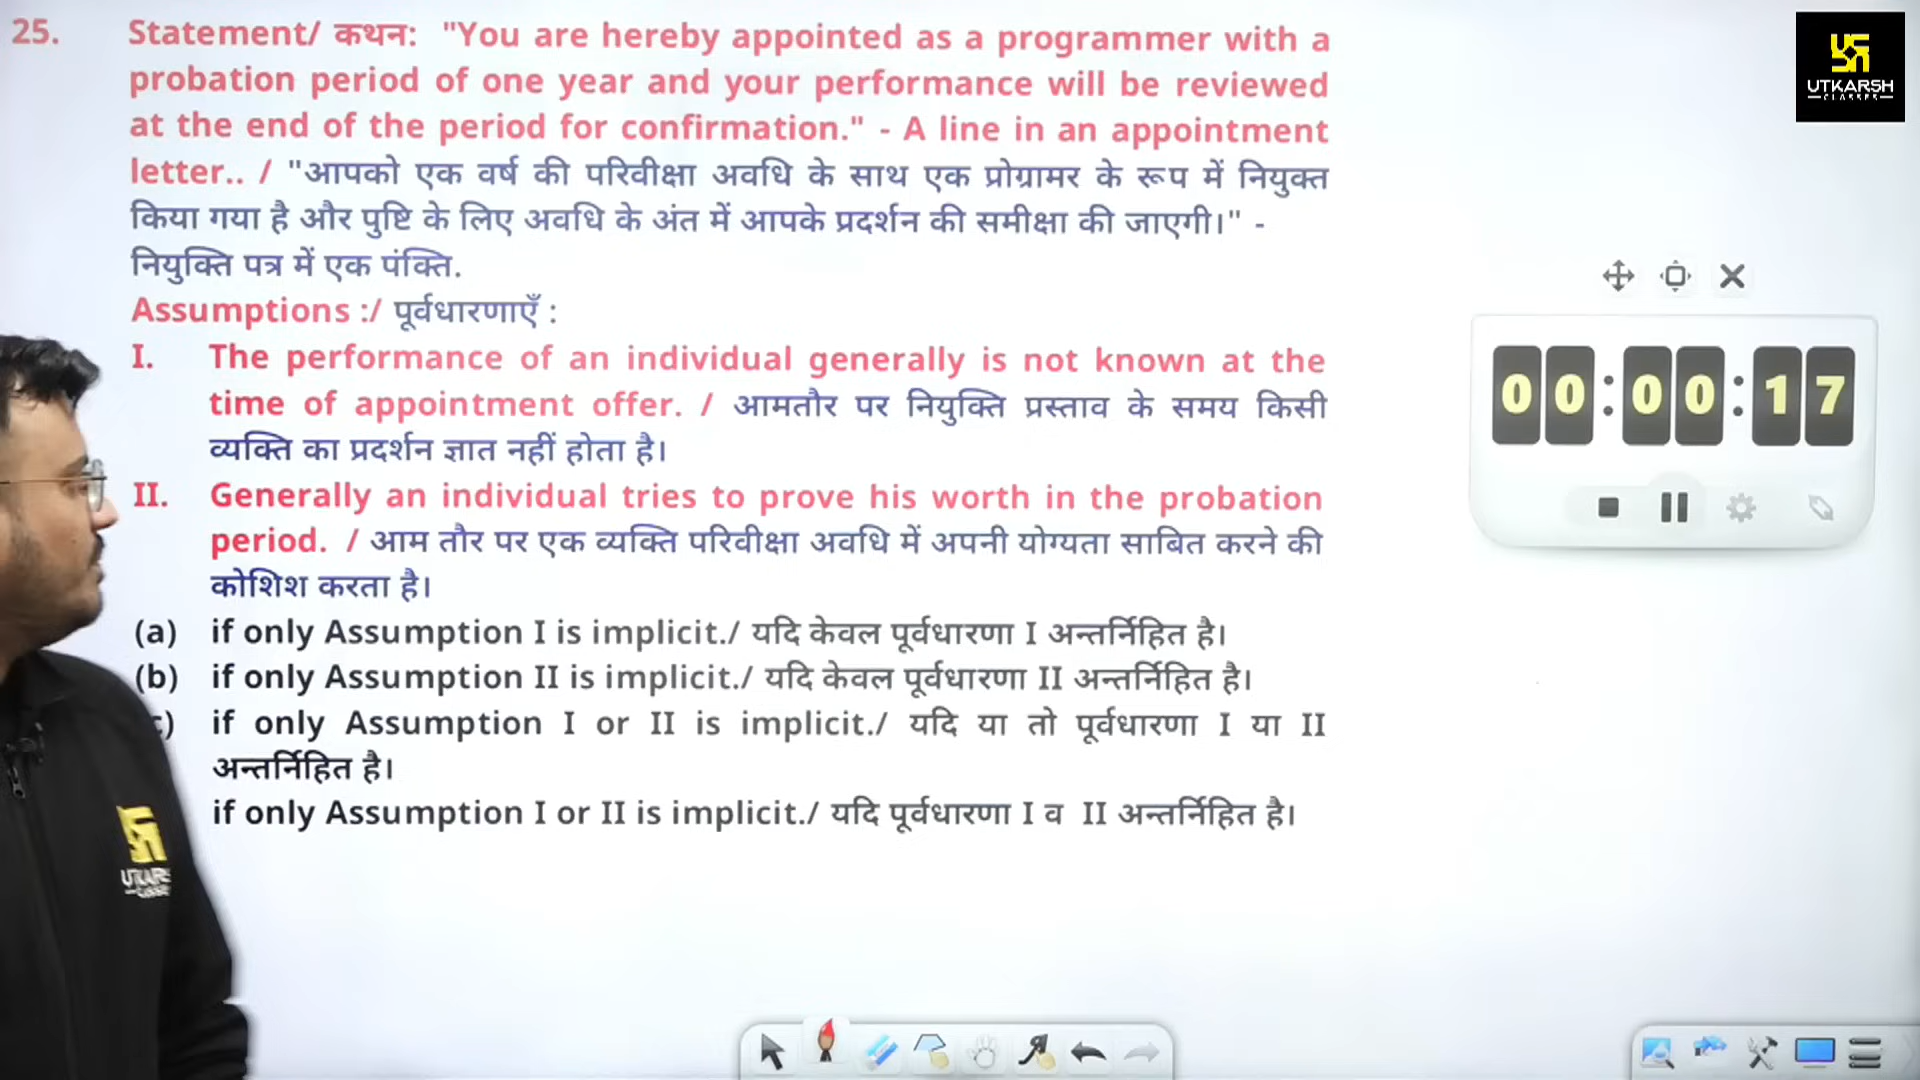 25. Statement/ कथन: "You are hereby appointed as a programmer with a
probation period of one year and your performance will be reviewed
at the end of the period for confirmation." - A line in an appointment
letter.. / "आपको एक वर्ष की परिवीक्षा अवधि के साथ एक प्रोग्रामर के रूप में नियुक्त
किया गया है और पुष्टि के लिए अवधि के अंत में आपके प्रदर्शन की समीक्षा की जाएगी।" -
नियुक्ति पत्र में एक पंक्ति.
Assumptions :/ पूर्वधारणाएँ :
I. The performance of an individual generally is not known at the
time of appointment offer. / आमतौर पर नियुक्ति प्रस्ताव के समय किसी
व्यक्ति का प्रदर्शन ज्ञात नहीं होता है।
II. Generally an individual tries to prove his worth in the probation
period. / आम तौर पर एक व्यक्ति परिवीक्षा अवधि में अपनी योग्यता साबित करने की
कोशिश करता है।
(a) if only Assumption I is implicit./ यदि केवल पूर्वधारणा I अन्तर्निहित है।
(b) if only Assumption II is implicit./ यदि केवल पूर्वधारणा II अन्तर्निहित है।
c) if only Assumption I or II is implicit./ यदि या तो पूर्वधारणा I या II
अन्तर्निहित है।
if only Assumption I or II is implicit./ यदि पूर्वधारणा I व II अन्तर्निहित है।
UTKARSH
CLASSES
00:00:17
UTKARS
CLASSES